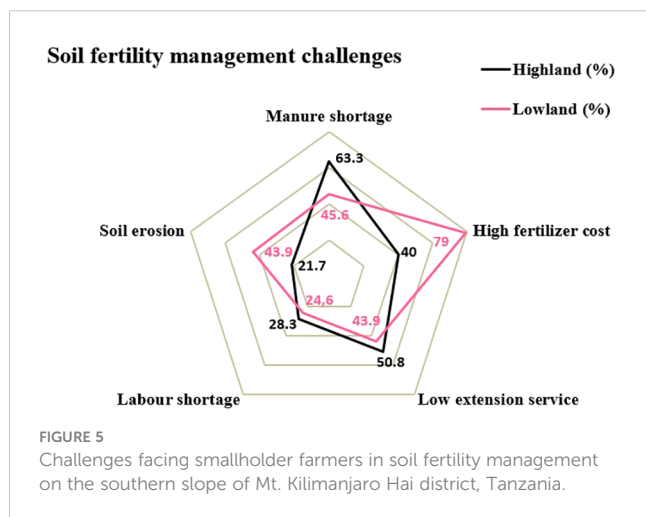 Soil fertility management challenges
Highland (%)
Lowland (%)
Manure shortage
63.3
45.6
Soil erosion
High fertilizer cost
43.9
40
79
21.7
24,6
43.9
28.3
50.8
Labour shortage
Low extension service
FIGURE 5
Challenges facing smallholder farmers in soil fertility management
on the southern slope of Mt. Kilimanjaro Hai district, Tanzania.